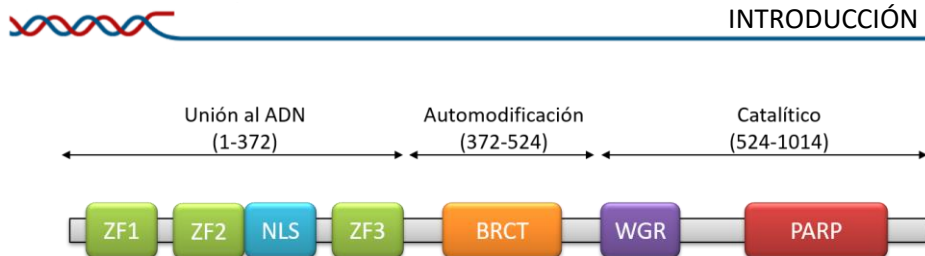 INTRODUCCIÓN
Unión al ADN Automodificación Catalítico
(1-372) (372-524) (524-1014)
ZF1 ZF2 NLS ZF3 BRCT WGR PARP